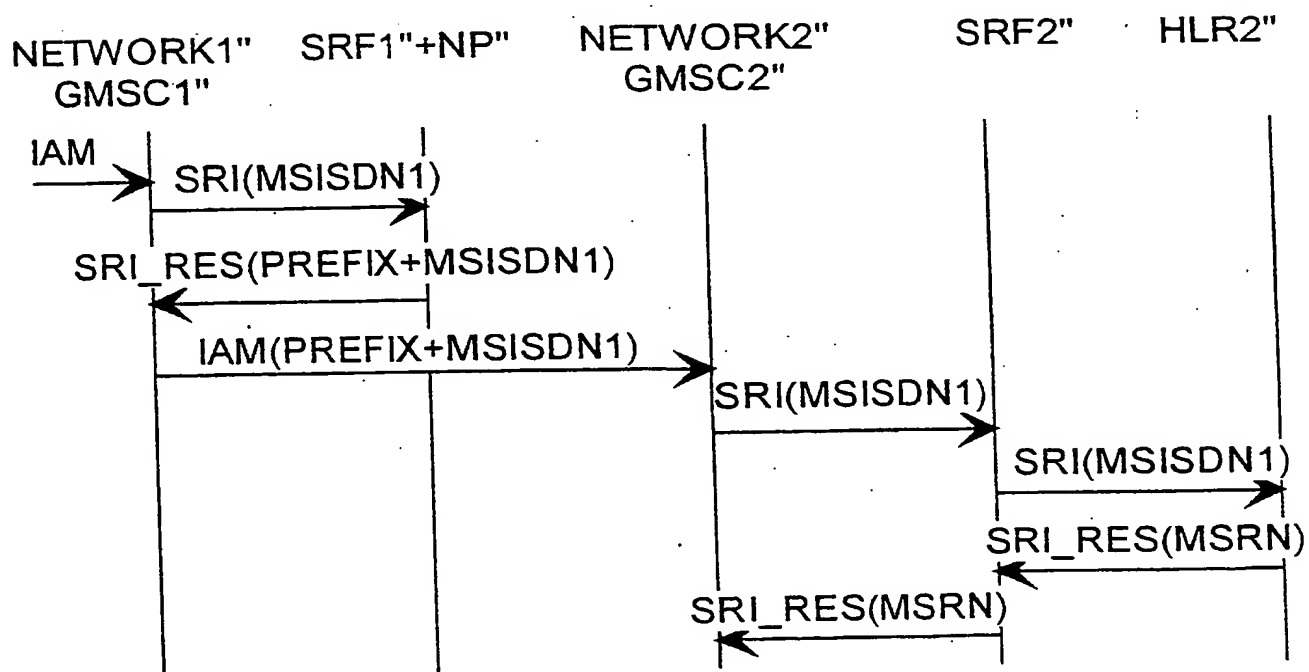 NETWORK1" SRF1"+NP" NETWORK2" SRF2" HLR2"
GMSC1" GMSC2"
IAM
SRI(MSISDN1)
SRI_RES(PREFIX+MSISDN1)
IAM(PREFIX+MSISDN1)
SRI(MSISDN1)
SRI(MSISDN1)
SRI_RES(MSRN)
SRI_RES(MSRN)